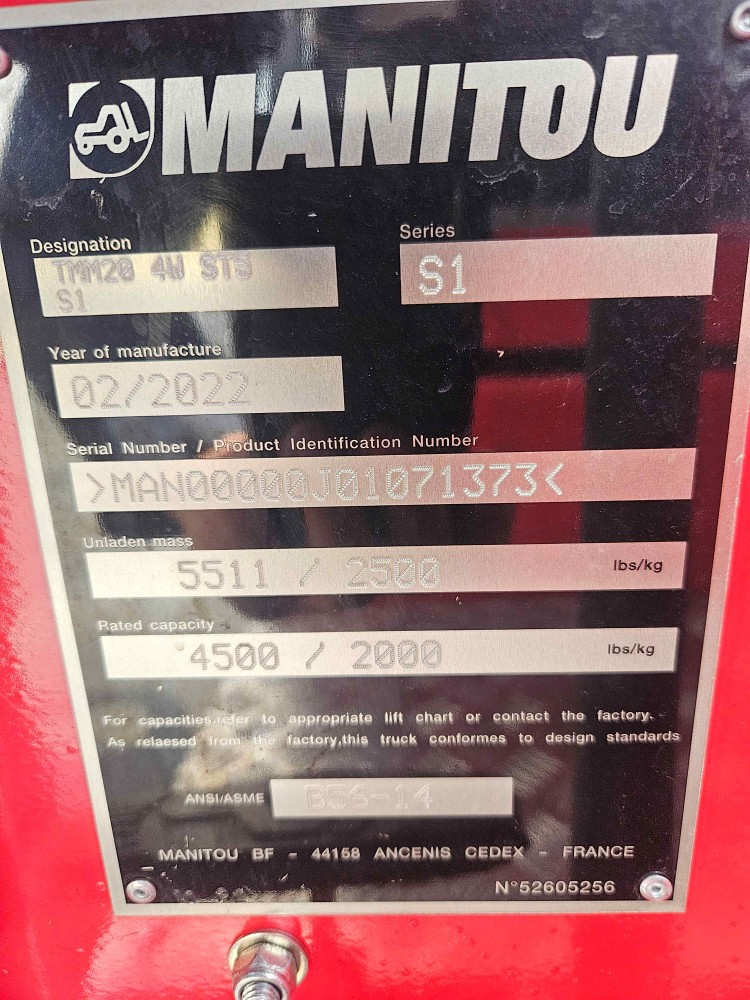 MANITOU
Designation
TMM20 4W STS
S1
Series
S1
Year of manufacture
02/2022
Serial Number / Product Identification Number
>MAN00000J01071373<
Unladen mass
5511 / 2500 lbs/kg
Rated capacity
4500 / 2000 lbs/kg
For capacities,refer to appropriate lift chart or contact the factory.
As relaesed from the factory,this truck conformes to design standards
ANSI/ASME B56-14
MANITOU BF - 44158 ANCENIS CEDEX - FRANCE
N°52605256